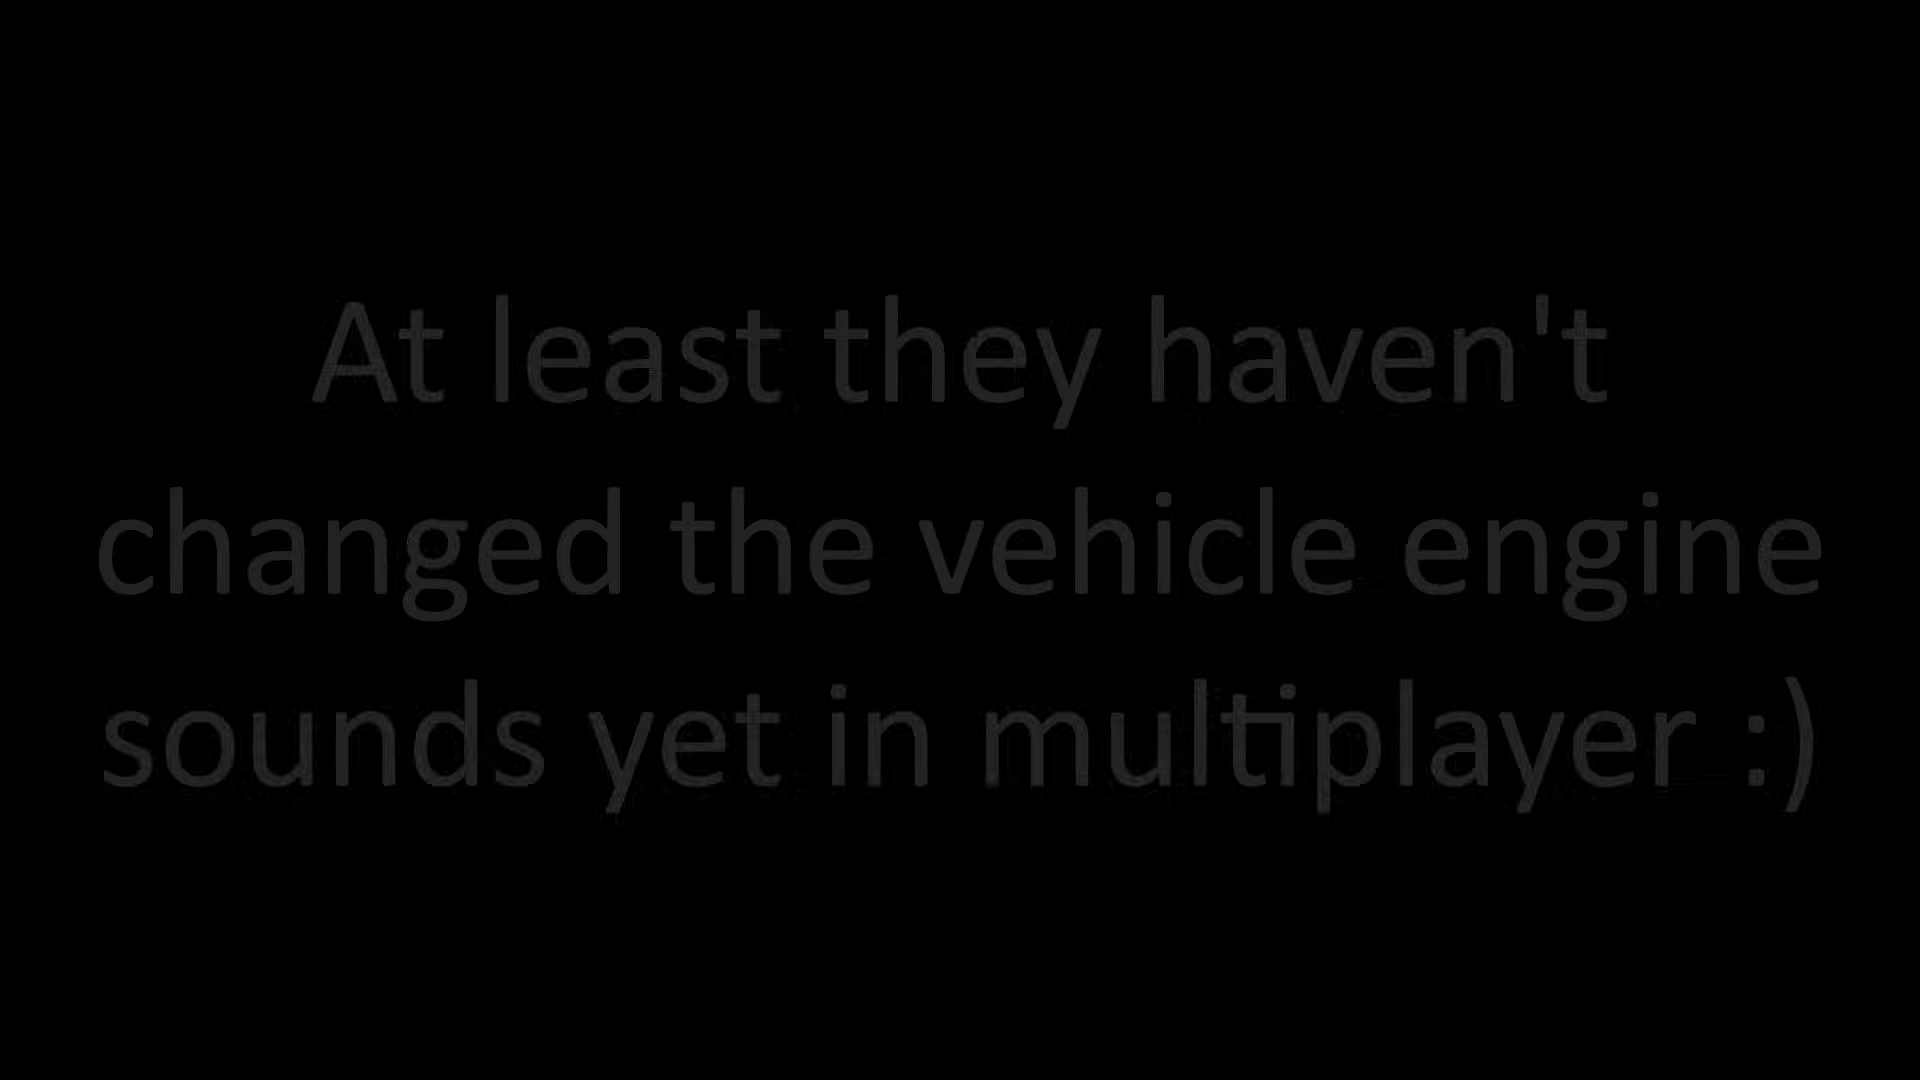 At least they haven't
changed the vehicle engine
sounds yet in multiplayer :)